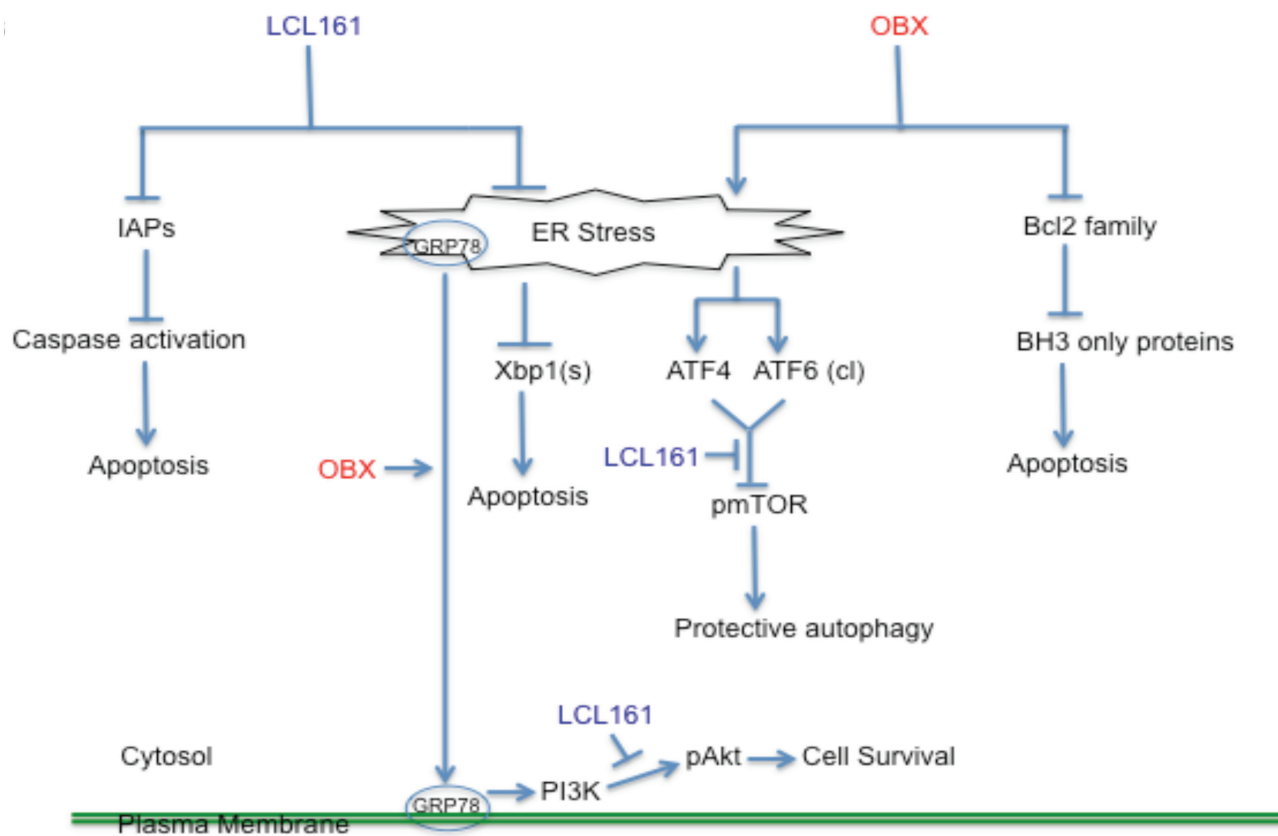 LCL161
OBX
IAPs
GRP78
ER Stress
Bcl2 family
Caspase activation
Xbp1(s)
ATF4
ATF6 (cl)
BH3 only proteins
Apoptosis
OBX
Apoptosis
LCL161
pmTOR
Apoptosis
Protective autophagy
LCL161
Cytosol
pAkt
Cell Survival
GRP78
PI3K
Plasma Membrane